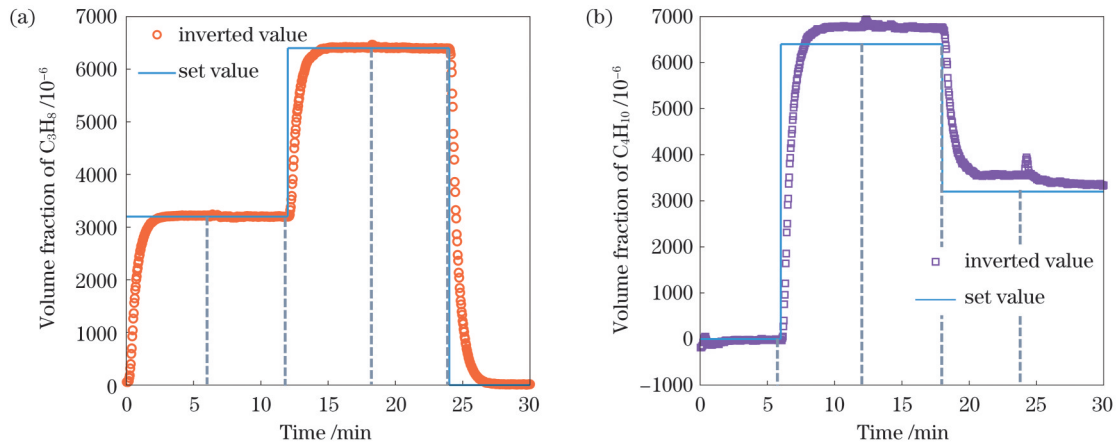 (a)
7000
6000
5000
4000
3000
2000
1000
0
Volume fraction of C₃H₈ /10⁻⁶
inverted value
set value
0 5 10 15 20 25 30
Time /min
(b)
7000
6000
5000
4000
3000
2000
1000
0
−1000
Volume fraction of C₄H₁₀ /10⁻⁶
inverted value
set value
0 5 10 15 20 25 30
Time /min